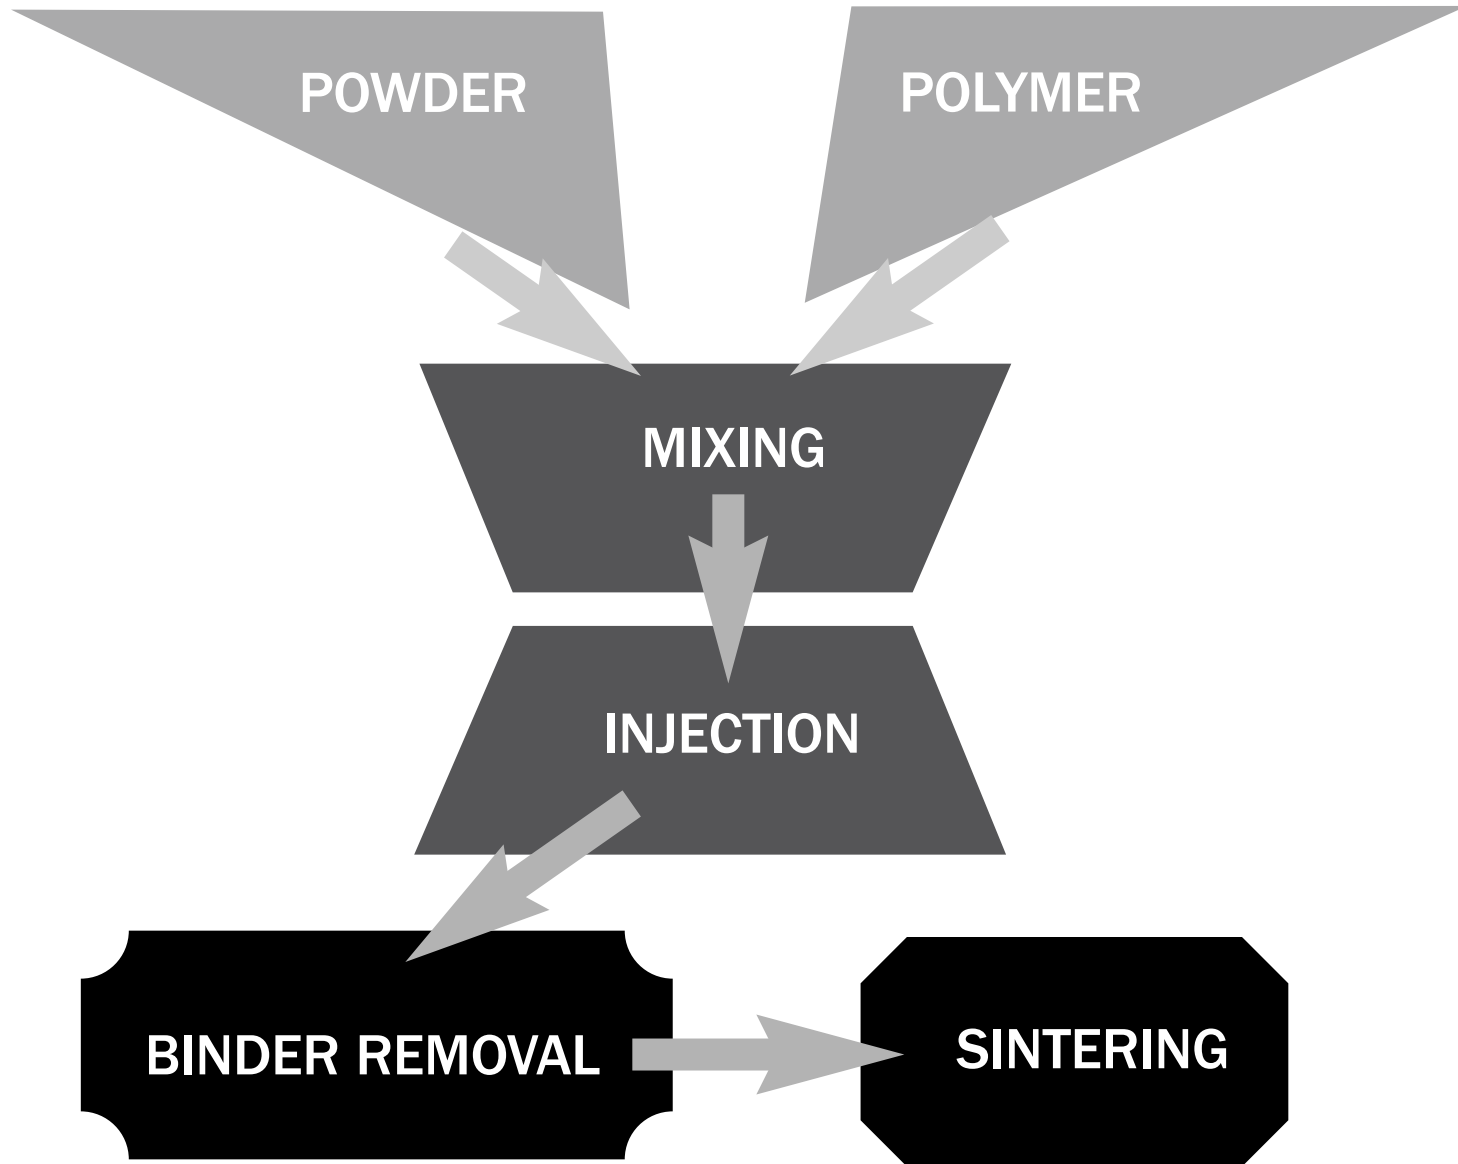 POWDER
POLYMER
MIXING
INJECTION
BINDER REMOVAL
SINTERING